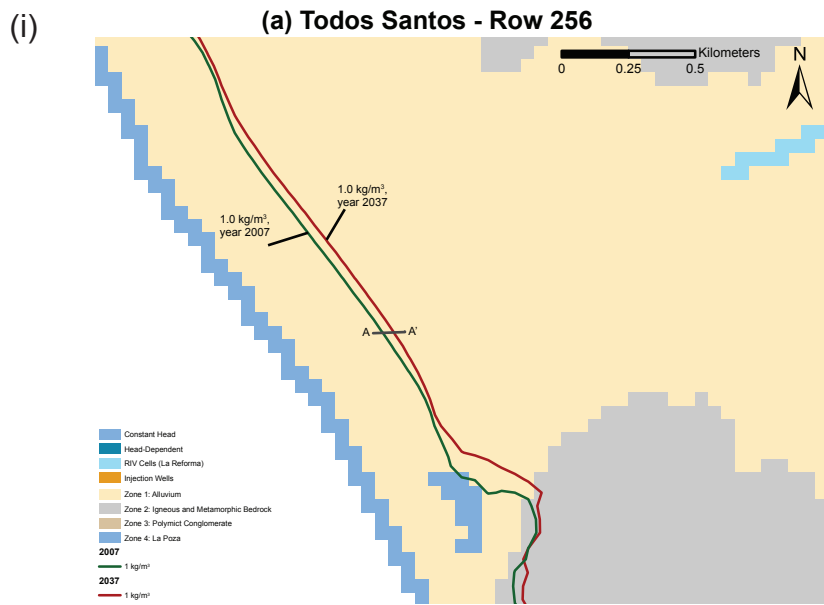 (i)
(a) Todos Santos - Row 256
Kilometers
0 0.25 0.5
N
1.0 kg/m³,
year 2037
1.0 kg/m³,
year 2007
A A'
Constant Head
Head-Dependent
RIV Cells (La Reforma)
Injection Wells
Zone 1: Alluvium
Zone 2: Igneous and Metamorphic Bedrock
Zone 3: Polymict Conglomerate
Zone 4: La Poza
2007
1 kg/m³
2037
1 kg/m³